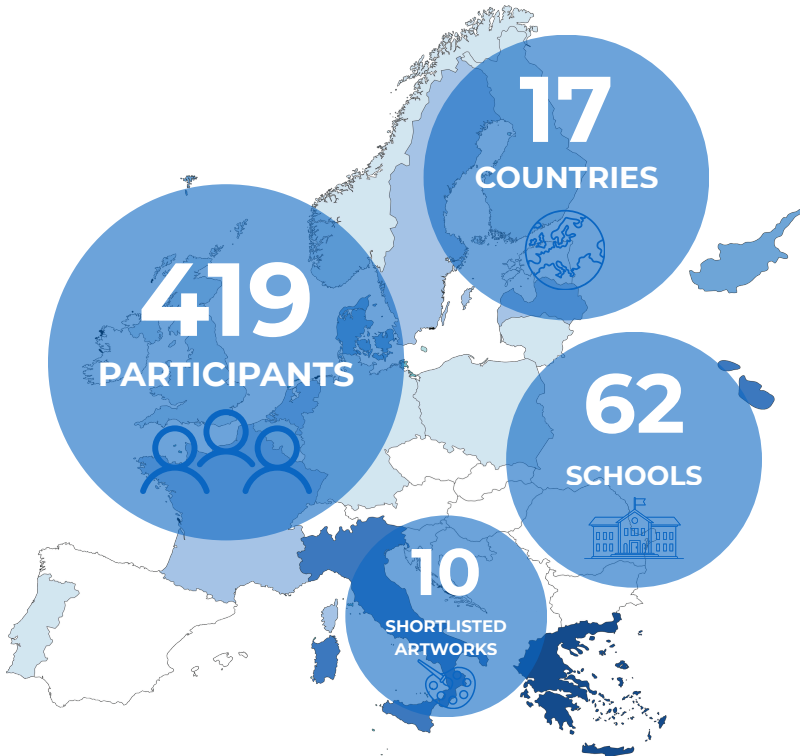 17
COUNTRIES
419
PARTICIPANTS
62
SCHOOLS
10
SHORTLISTED
ARTWORKS